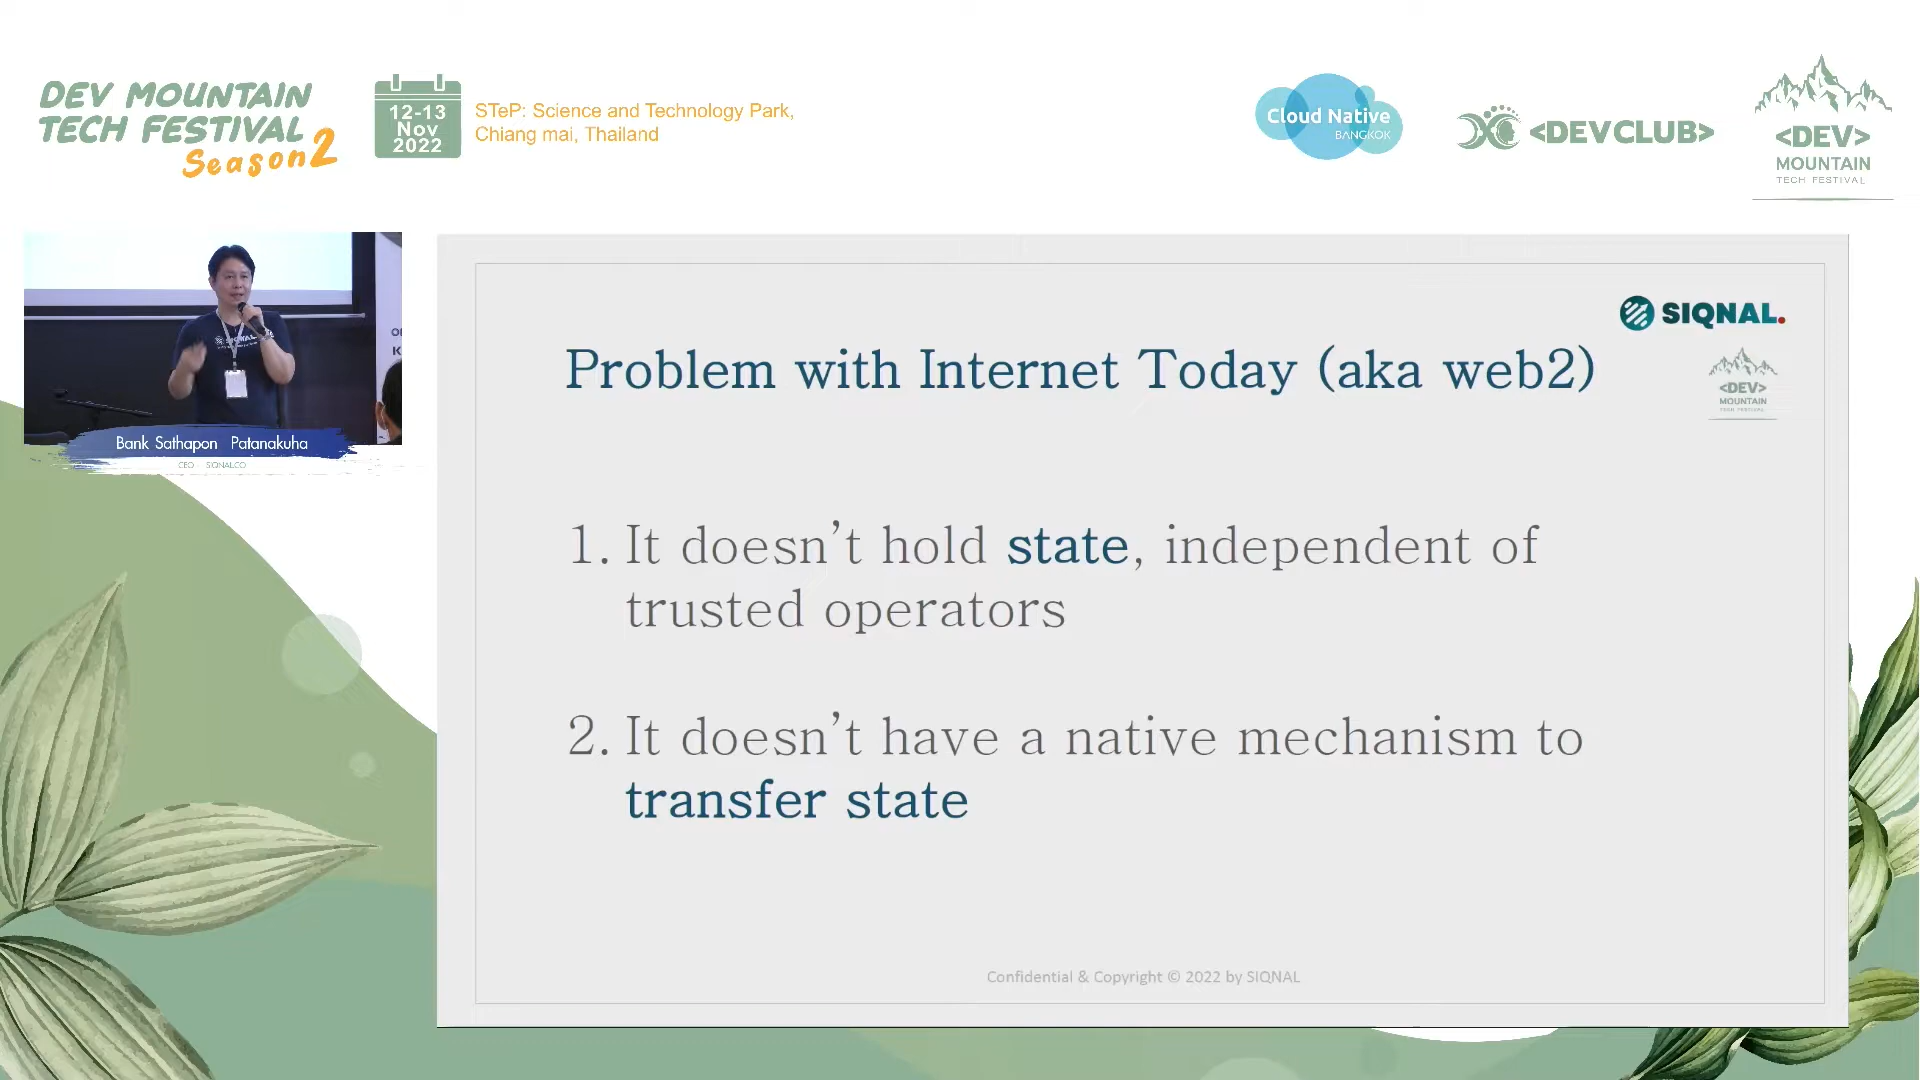 DEV MOUNTAIN
TECH FESTIVAL
Season 2
12-13
Nov
2022
STeP: Science and Technology Park,
Chiang mai, Thailand
Cloud Native
BANGKOK
<DEVCLUB>
<DEV>
MOUNTAIN
TECH FESTIVAL
SIQNAL
Bank Sathapon Patanakuha
CEO - SIQNAL.CO
SIQNAL.
<DEV>
MOUNTAIN
TECH FESTIVAL
Problem with Internet Today (aka web2)
1. It doesn't hold state, independent of
trusted operators
2. It doesn't have a native mechanism to
transfer state
Confidential & Copyright © 2022 by SIQNAL